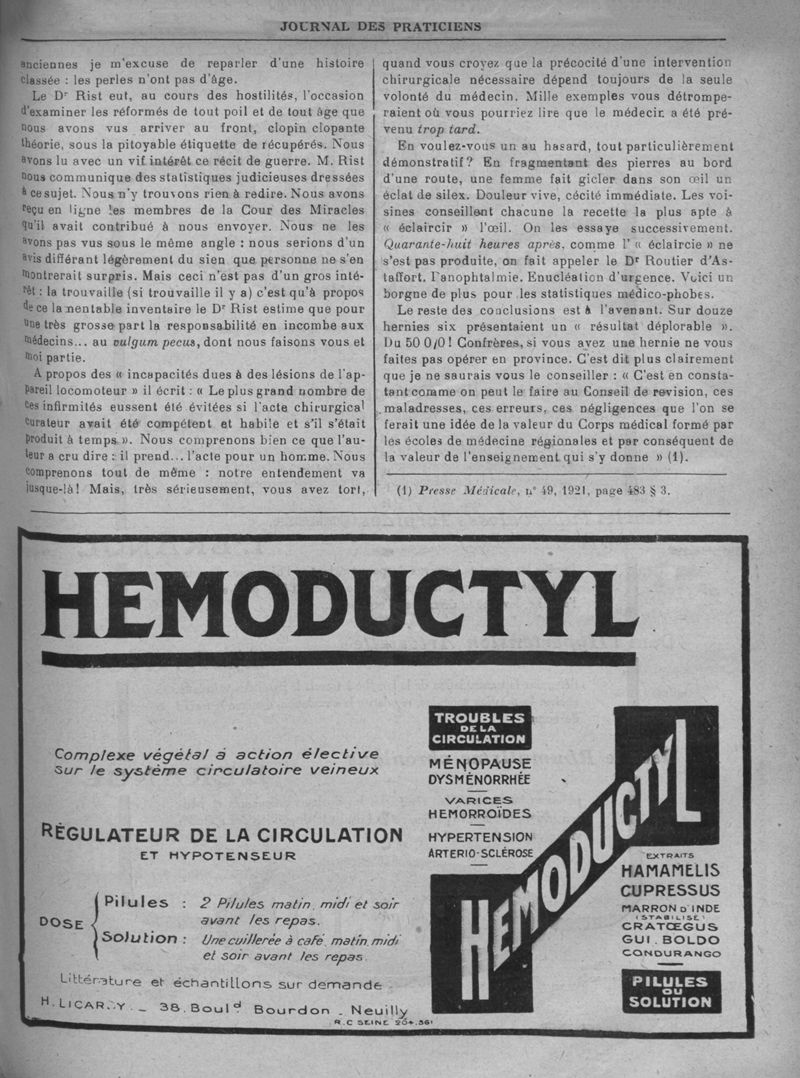 JOURNAL DES PRATICIENS
anciennes je m'excuse de reparler d'une histoire
classée : les perles n'ont pas d'âge.
Le Dr Rist eut, au cours des hostilités, l'occasion
d'examiner les réformés de tout poil et de tout âge que
nous avons vus arriver au front, clopin clopante
théorie, sous la pitoyable étiquette de récupérés. Nous
avons lu avec un vif intérêt ce récit de guerre. M. Rist
nous communique des statistiques judicieuses dressées
à ce sujet. Nous n'y trouvons rien à redire. Nous avons
reçu en ligne les membres de la Cour des Miracles
qu'il avait contribué à nous envoyer. Nous ne les
avons pas vus sous le même angle : nous serions d'un
avis différant légèrement du sien que personne ne s'en
montrerait surpris. Mais ceci n'est pas d'un gros inté-
rêt : la trouvaille (si trouvaille il y a) c'est qu'à propos
de ce lamentable inventaire le Dr Rist estime que pour
une très grosse part la responsabilité en incombe aux
médecins... au vulgum pecus, dont nous faisons vous et
moi partie.
A propos des « incapacités dues à des lésions de l'ap-
pareil locomoteur » il écrit : « Le plus grand nombre de
ces infirmités eussent été évitées si l'acte chirurgical
curateur avait été compétent et habile et s'il s'était
produit à temps ». Nous comprenons bien ce que l'au-
teur a cru dire : il prend... l'acte pour un homme. Nous
comprenons tout de même : notre entendement va
jusque-là ! Mais, très sérieusement, vous avez tort,
quand vous croyez que la précocité d'une intervention
chirurgicale nécessaire dépend toujours de la seule
volonté du médecin. Mille exemples vous détrompe-
raient où vous pourriez lire que le médecin a été pré-
venu trop tard.
En voulez-vous un au hasard, tout particulièrement
démonstratif ? En fragmentant des pierres au bord
d'une route, une femme fait gicler dans son œil un
éclat de silex. Douleur vive, cécité immédiate. Les voi-
sines conseillent chacune la recette la plus apte à
« éclaircir » l'œil. On les essaye successivement.
Quarante-huit heures après, comme l' « éclaircie » ne
s'est pas produite, on fait appeler le Dr Routier d'As-
taffort. Panophtalmie. Enucléation d'urgence. Voici un
borgne de plus pour les statistiques médico-phobes.
Le reste des conclusions est à l'avenant. Sur douze
hernies six présentaient un « résultat déplorable ».
Du 50 0/0 ! Confrères, si vous avez une hernie ne vous
faites pas opérer en province. C'est dit plus clairement
que je ne saurais vous le conseiller : « C'est en consta-
tant comme on peut le faire au Conseil de revision, ces
maladresses, ces erreurs, ces négligences que l'on se
ferait une idée de la valeur du Corps médical formé par
les écoles de médecine régionales et par conséquent de
la valeur de l'enseignement qui s'y donne » (1).
(1) Presse Médicale, n° 49, 1921, page 483 § 3.
HEMODUCTYL
Complexe végétal à action élective
sur le système circulatoire veineux
RÉGULATEUR DE LA CIRCULATION
ET HYPOTENSEUR
DOSE
Pilules : 2 Pilules matin, midi et soir
avant les repas.
Solution : Une cuillerée à café, matin, midi
et soir avant les repas
Littérature et échantillons sur demande
H. LICARDY _ 38. Bould Bourdon _ Neuilly
R.C SEINE 204.361
TROUBLES
DE LA
CIRCULATION
MÉNOPAUSE
DYSMÉNORRHÉE
VARICES
HEMORROÏDES
HYPERTENSION
ARTERIO-SCLÉROSE
HEMODUCTYL
EXTRAITS
HAMAMELIS
CUPRESSUS
MARRON D'INDE
(STABILISÉ)
CRATŒGUS
GUI. BOLDO
CONDURANGO
PILULES
OU
SOLUTION